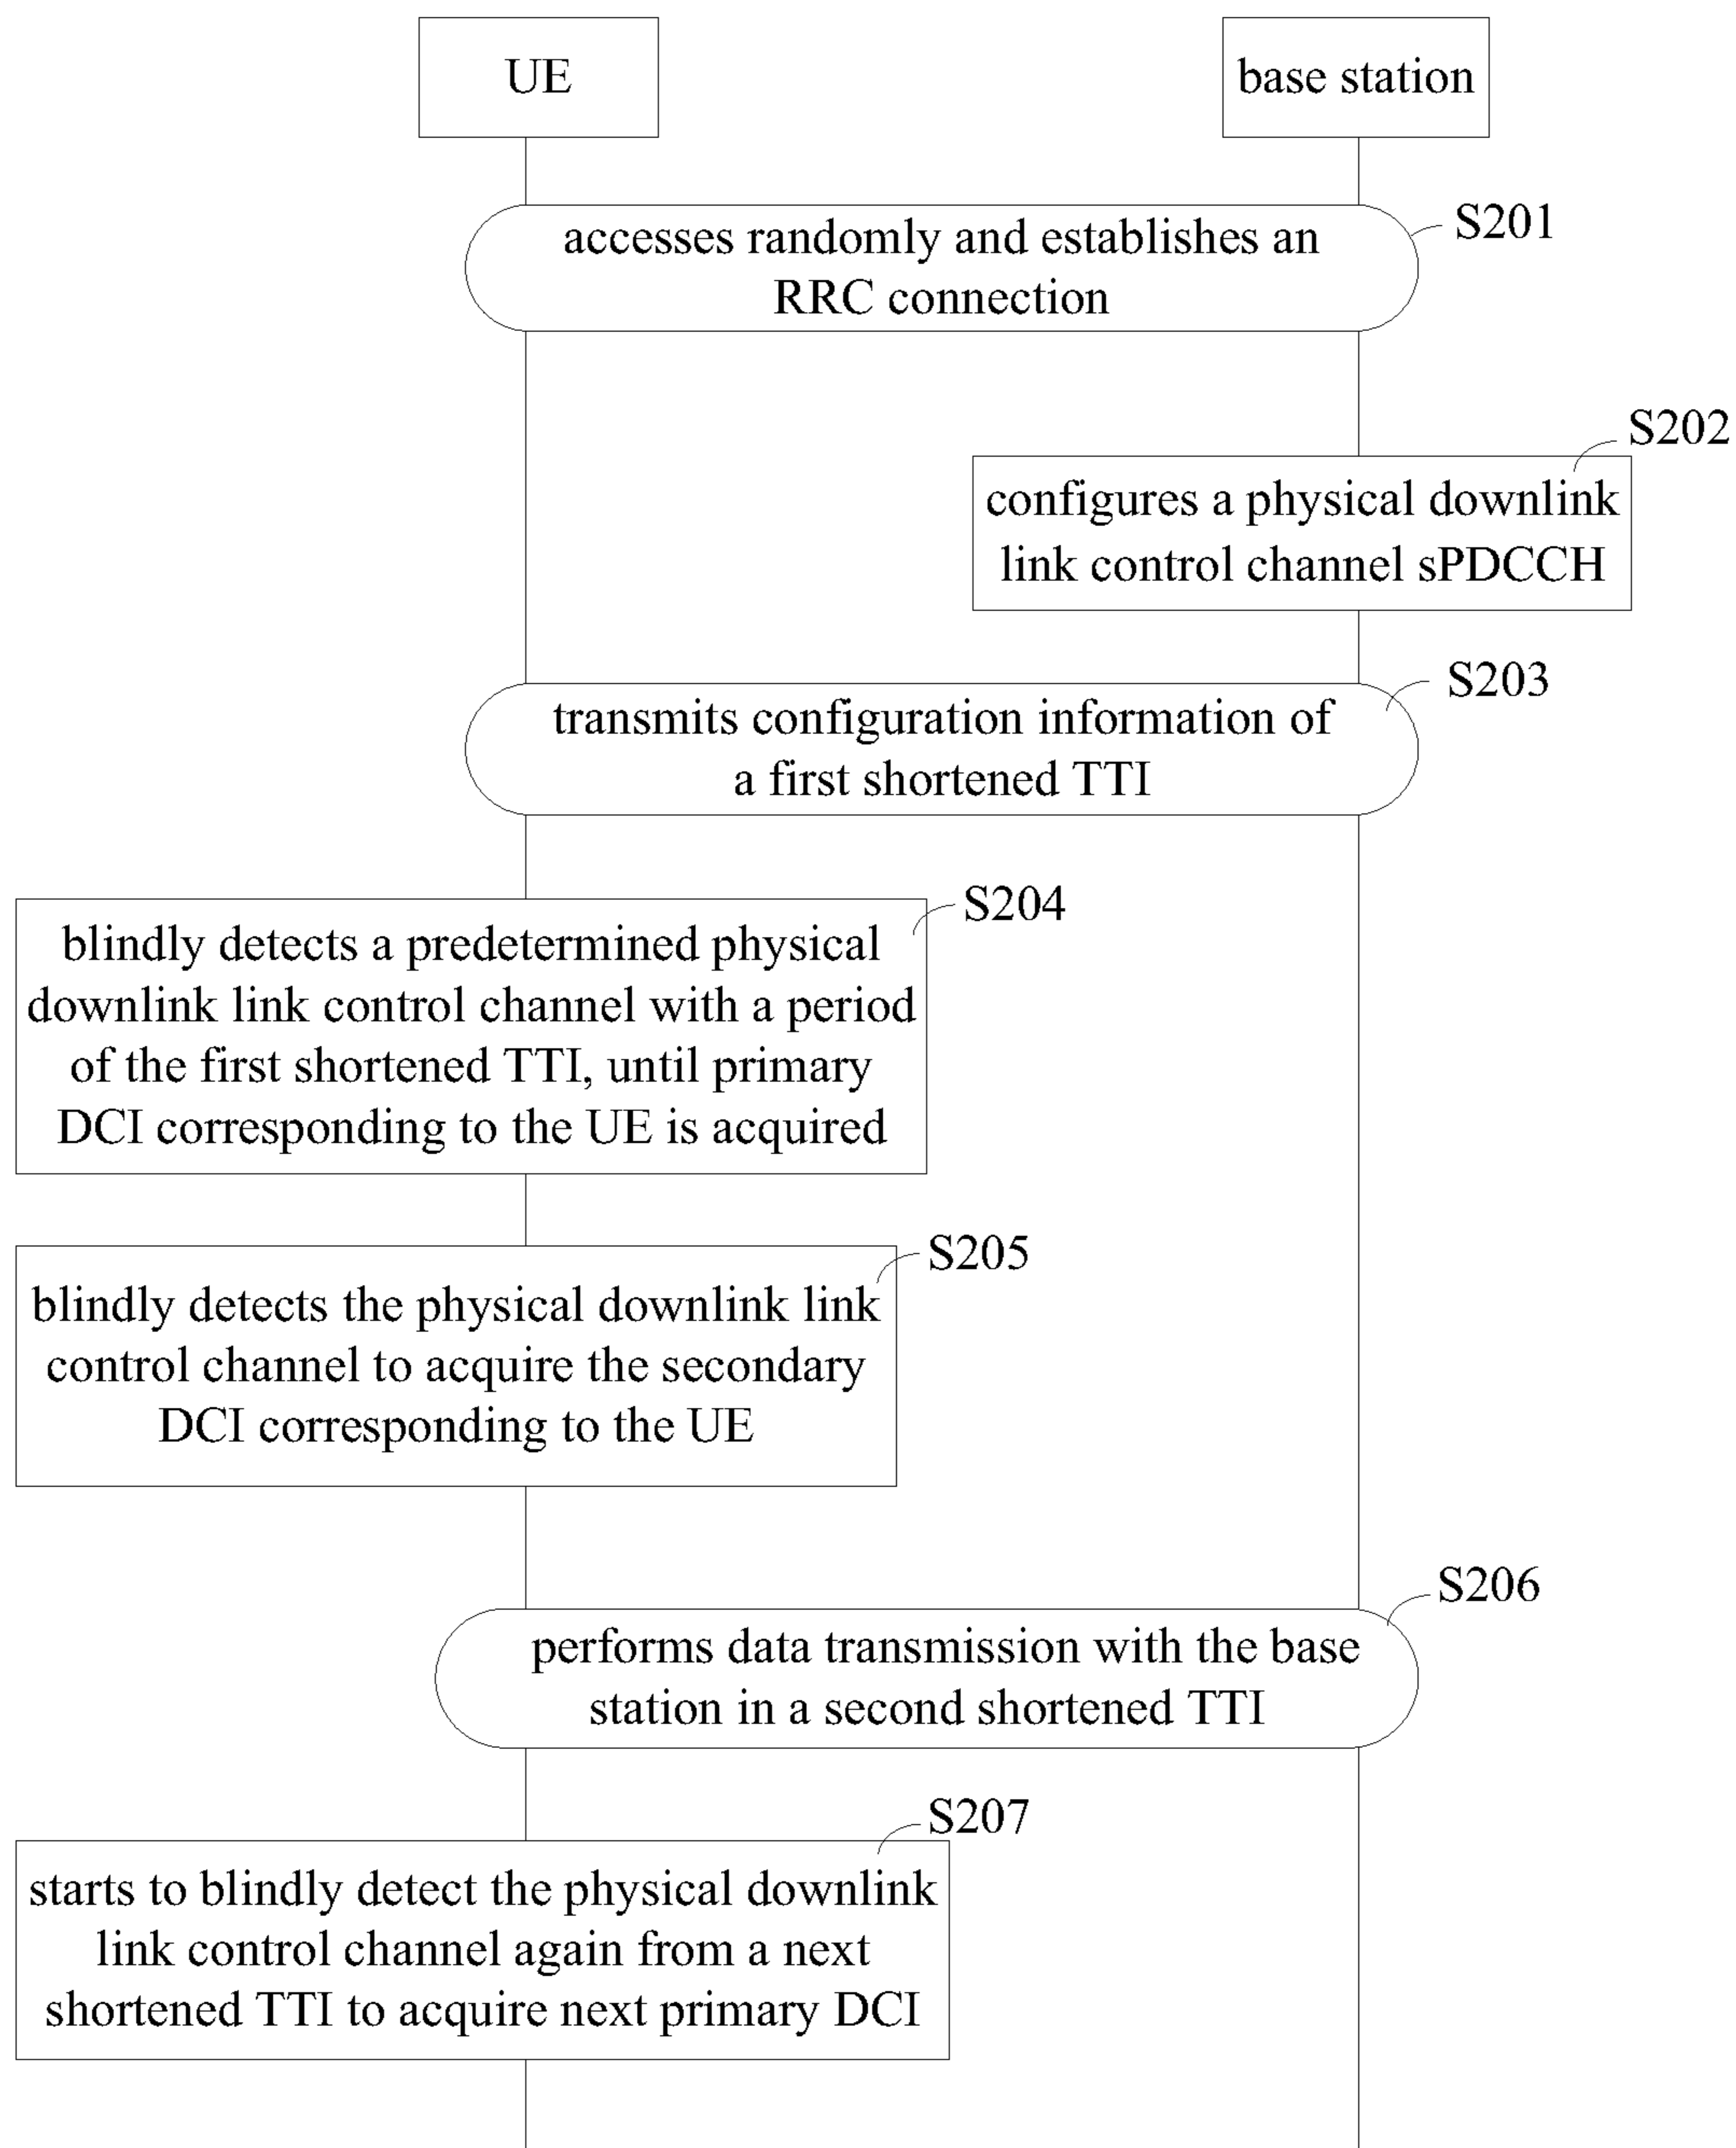 UE
base station
S201
accesses randomly and establishes an
RRC connection
S202
configures a physical downlink
link control channel sPDCCH
S203
transmits configuration information of
a first shortened TTI
S204
blindly detects a predetermined physical
downlink link control channel with a period
of the first shortened TTI, until primary
DCI corresponding to the UE is acquired
S205
blindly detects the physical downlink link
control channel to acquire the secondary
DCI corresponding to the UE
S206
performs data transmission with the base
station in a second shortened TTI
S207
starts to blindly detect the physical downlink
link control channel again from a next
shortened TTI to acquire next primary DCI